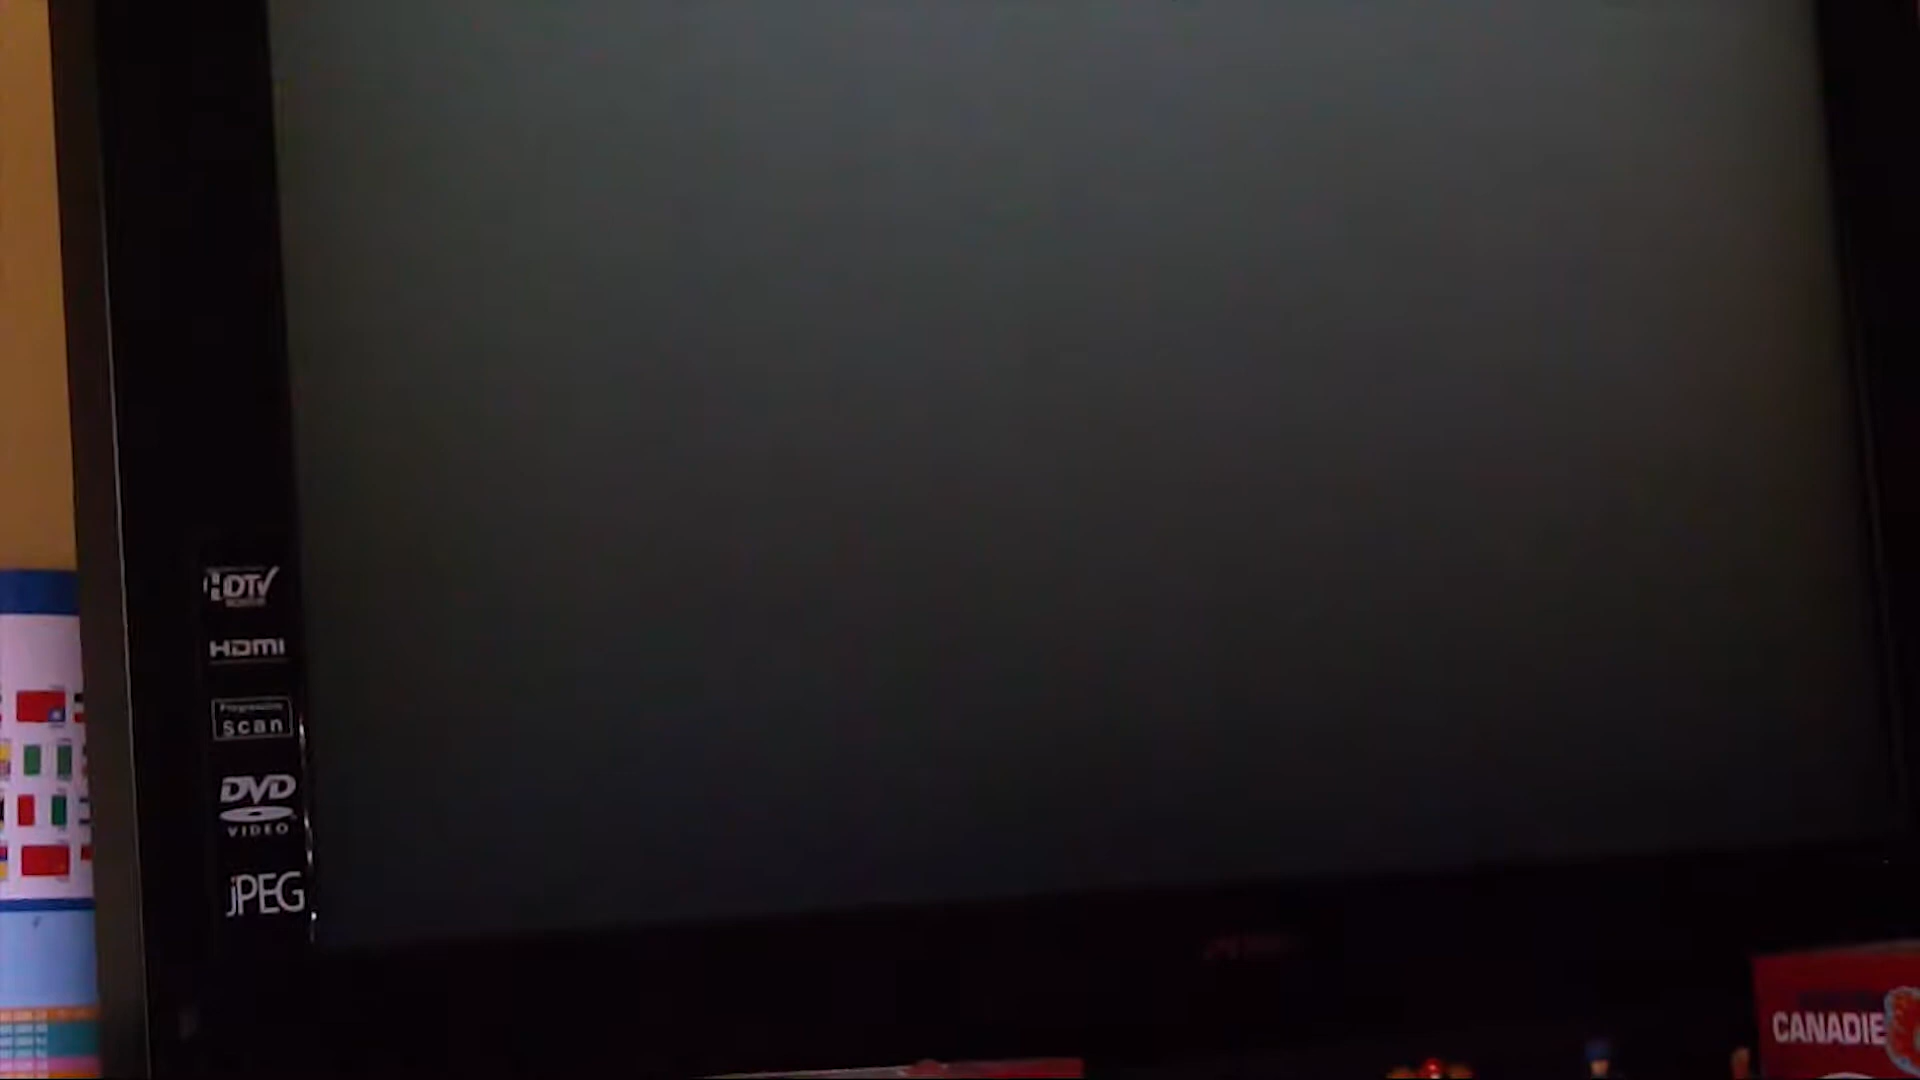 HDTV
HDMI
Progressive
Scan
DVD
VIDEO
JPEG
CANADIE